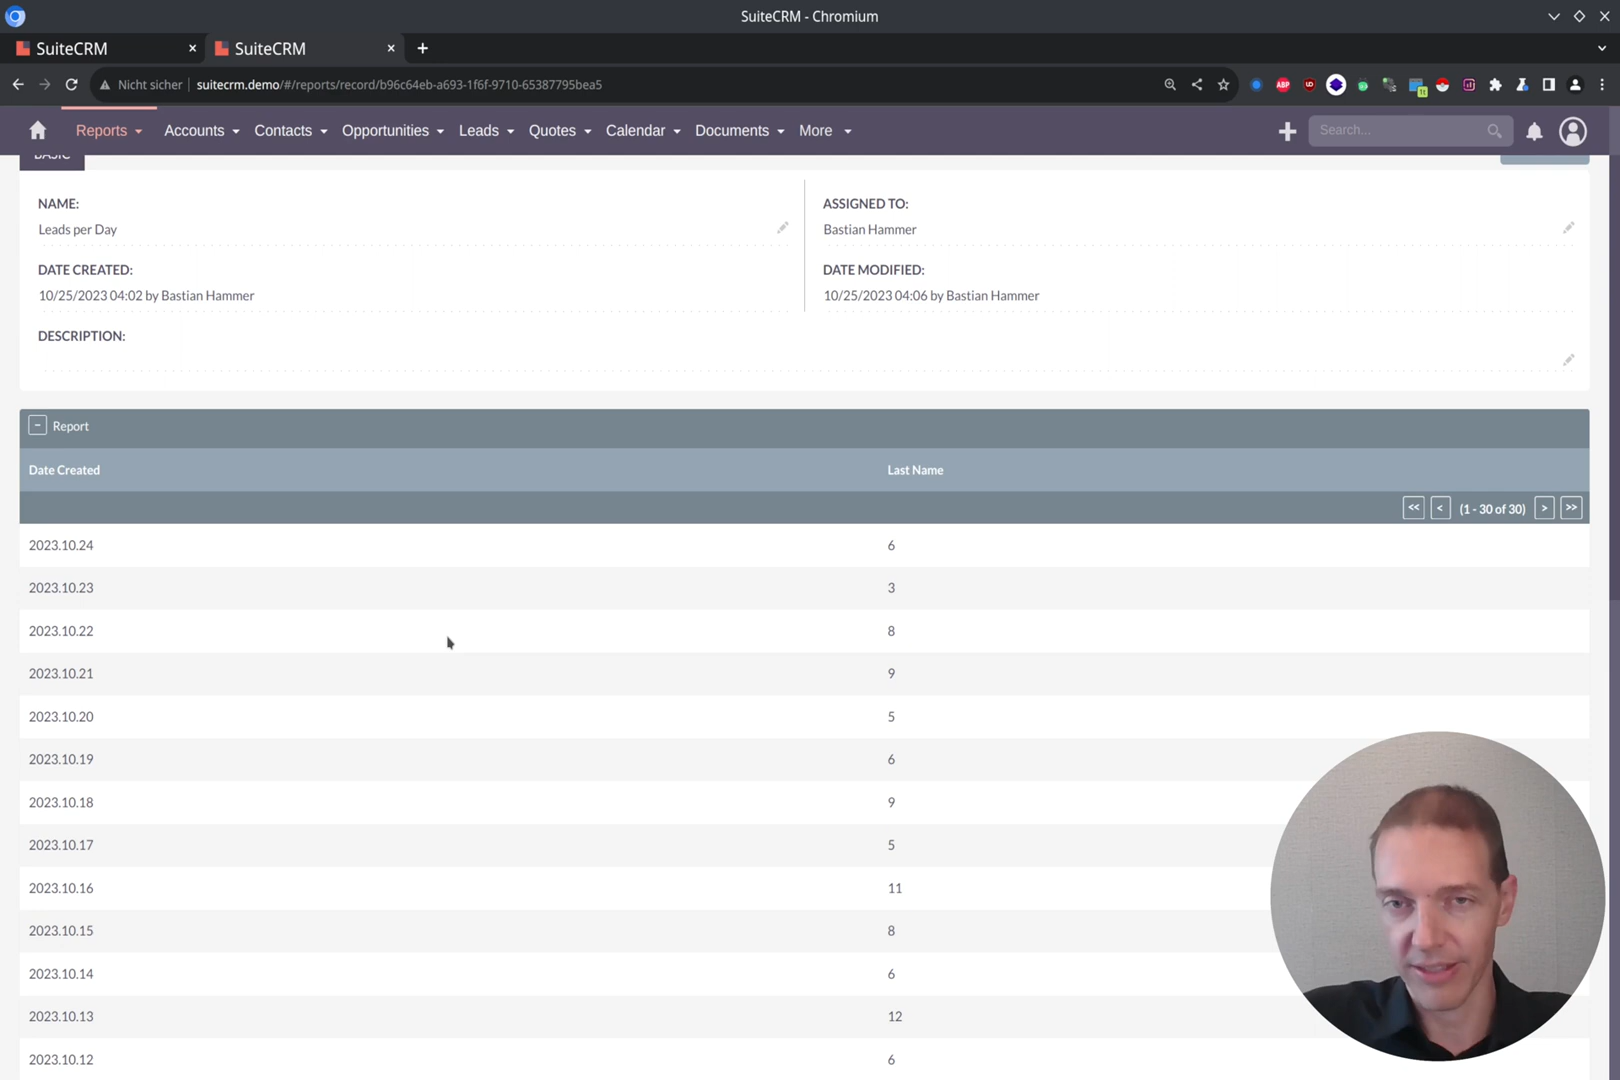 SuiteCRM - Chromium
SuiteCRM
SuiteCRM
Nicht sicher suitecrm.demo/#/reports/record/b96c64eb-a693-1f6f-9710-65387795bea5
Reports Accounts Contacts Opportunities Leads Quotes Calendar Documents More Search...
BASIC
NAME: ASSIGNED TO:
Leads per Day Bastian Hammer
DATE CREATED: DATE MODIFIED:
10/25/2023 04:02 by Bastian Hammer 10/25/2023 04:06 by Bastian Hammer
DESCRIPTION:
Report
Date Created Last Name
<< < (1 - 30 of 30) > >>
2023.10.24 6
2023.10.23 3
2023.10.22 8
2023.10.21 9
2023.10.20 5
2023.10.19 6
2023.10.18 9
2023.10.17 5
2023.10.16 11
2023.10.15 8
2023.10.14 6
2023.10.13 12
2023.10.12 6